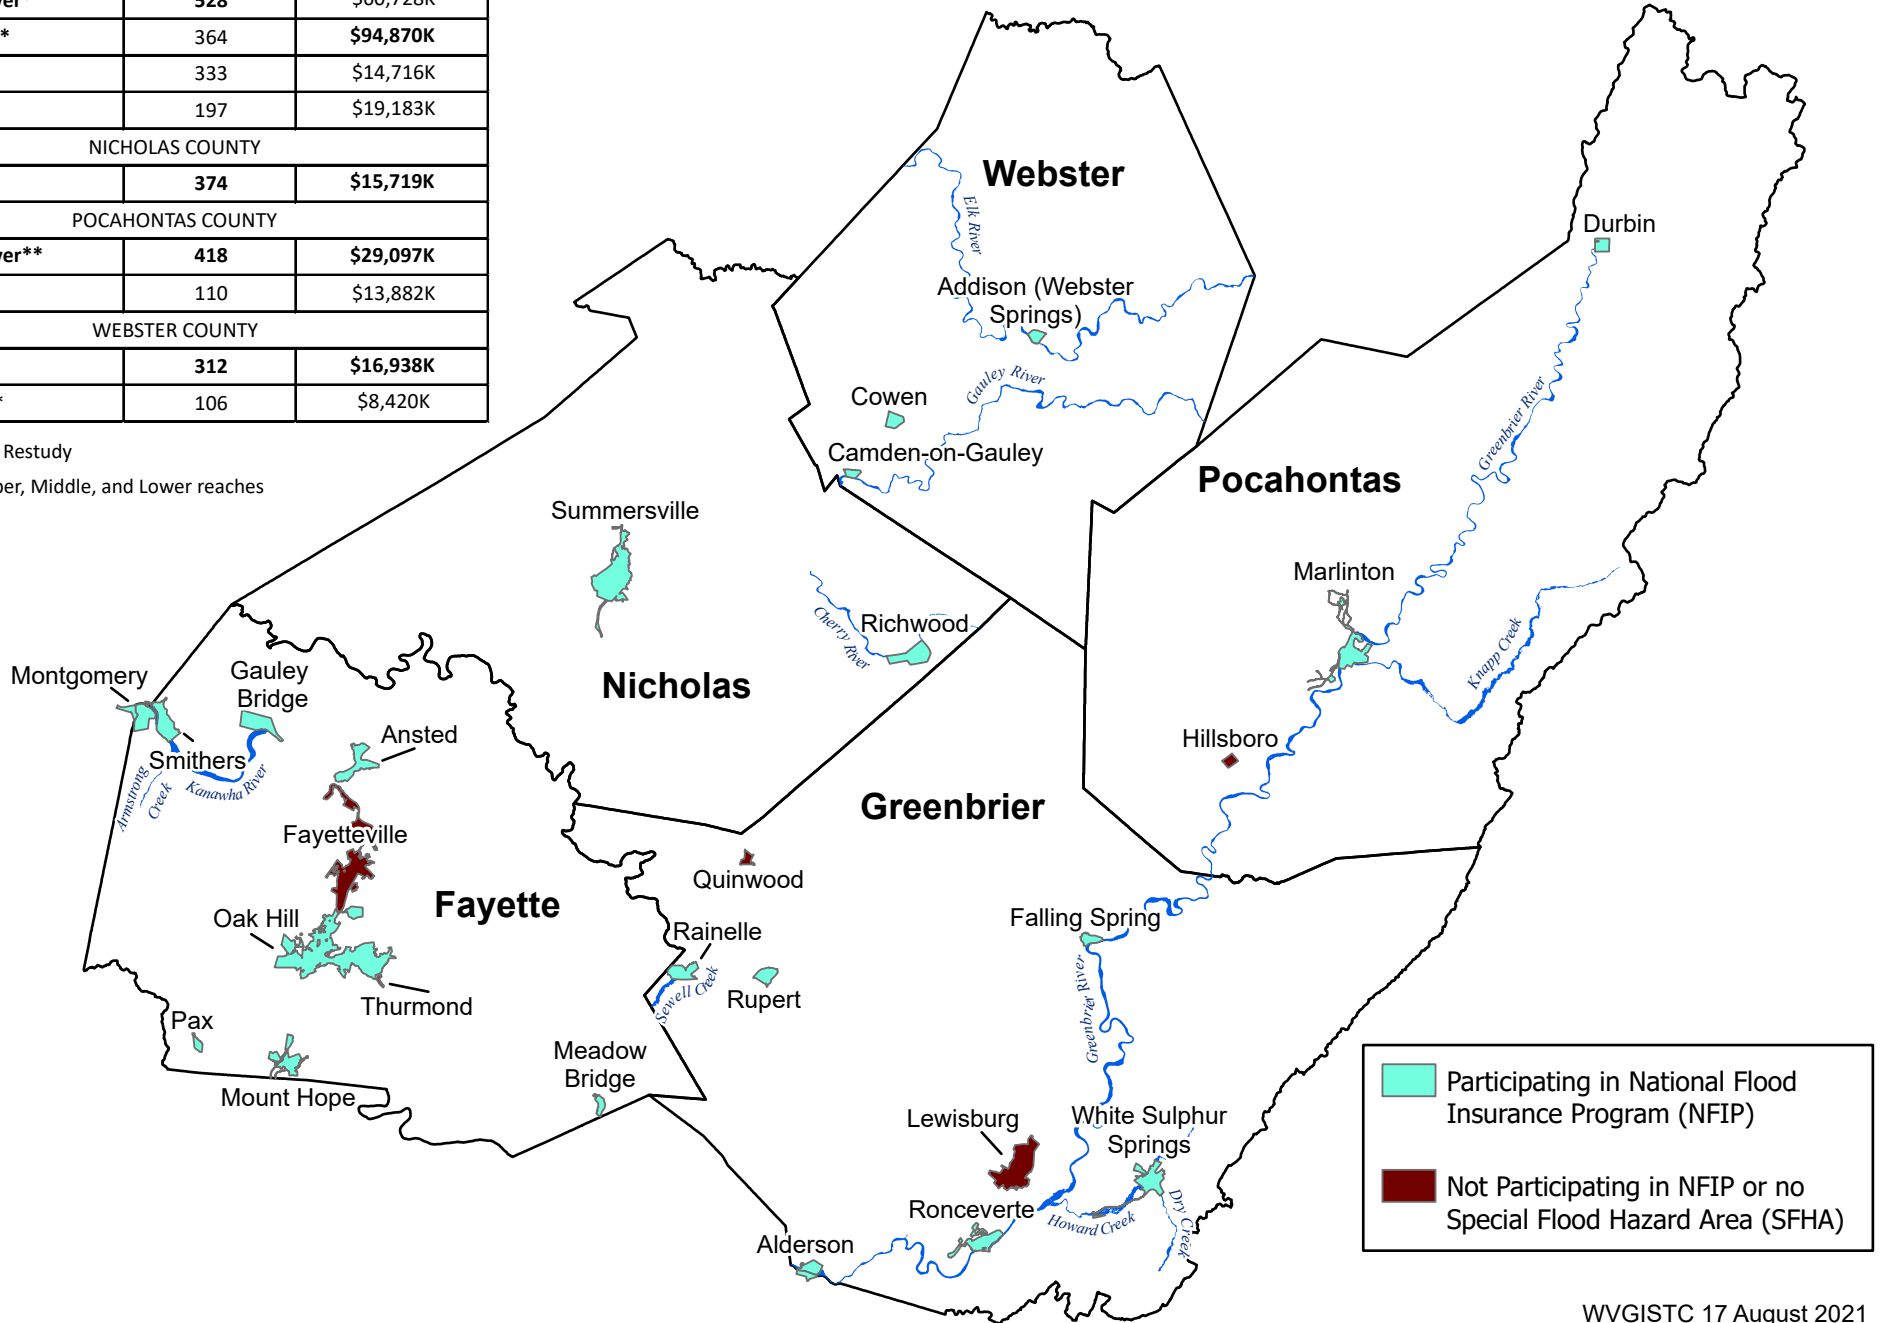 528
364 $94,870K
333 $14,716K
197 $19,183K
NICHOLAS COUNTY
374 $15,719K
POCAHONTAS COUNTY
ver** 418 $29,097K
110 $13,882K
WEBSTER COUNTY
312 $16,938K
* 106 $8,420K
Restudy
per, Middle, and Lower reaches
Webster
Elk River
Addison (Webster
Springs)
Durbin
Gauley River
Cowen
Camden-on-Gauley
Greenbrier River
Pocahontas
Summersville
Marlinton
Cherry River
Richwood
Knapp Creek
Nicholas
Montgomery
Gauley
Bridge
Ansted
Smithers
Armstrong
Creek
Kanawha River
Hillsboro
Greenbrier
Fayetteville
Quinwood
Fayette
Oak Hill
Rainelle
Falling Spring
Sewell Creek
Rupert
Thurmond
Greenbrier River
Pax
Meadow
Bridge
Mount Hope
Lewisburg
White Sulphur
Springs
Ronceverte
Howard Creek
Dry Creek
Alderson
Participating in National Flood
Insurance Program (NFIP)
Not Participating in NFIP or no
Special Flood Hazard Area (SFHA)
WVGISTC 17 August 2021